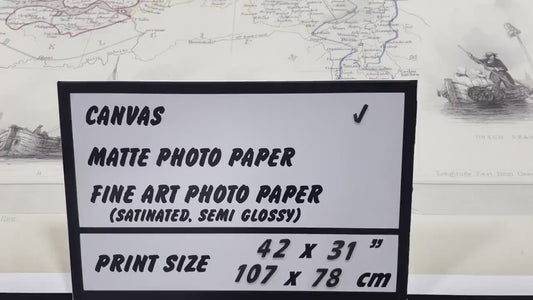 CANVAS ✓
MATTE PHOTO PAPER
FINE ART PHOTO PAPER
(SATINATED, SEMI GLOSSY)
PRINT SIZE 42 x 31 "
107 x 78 cm